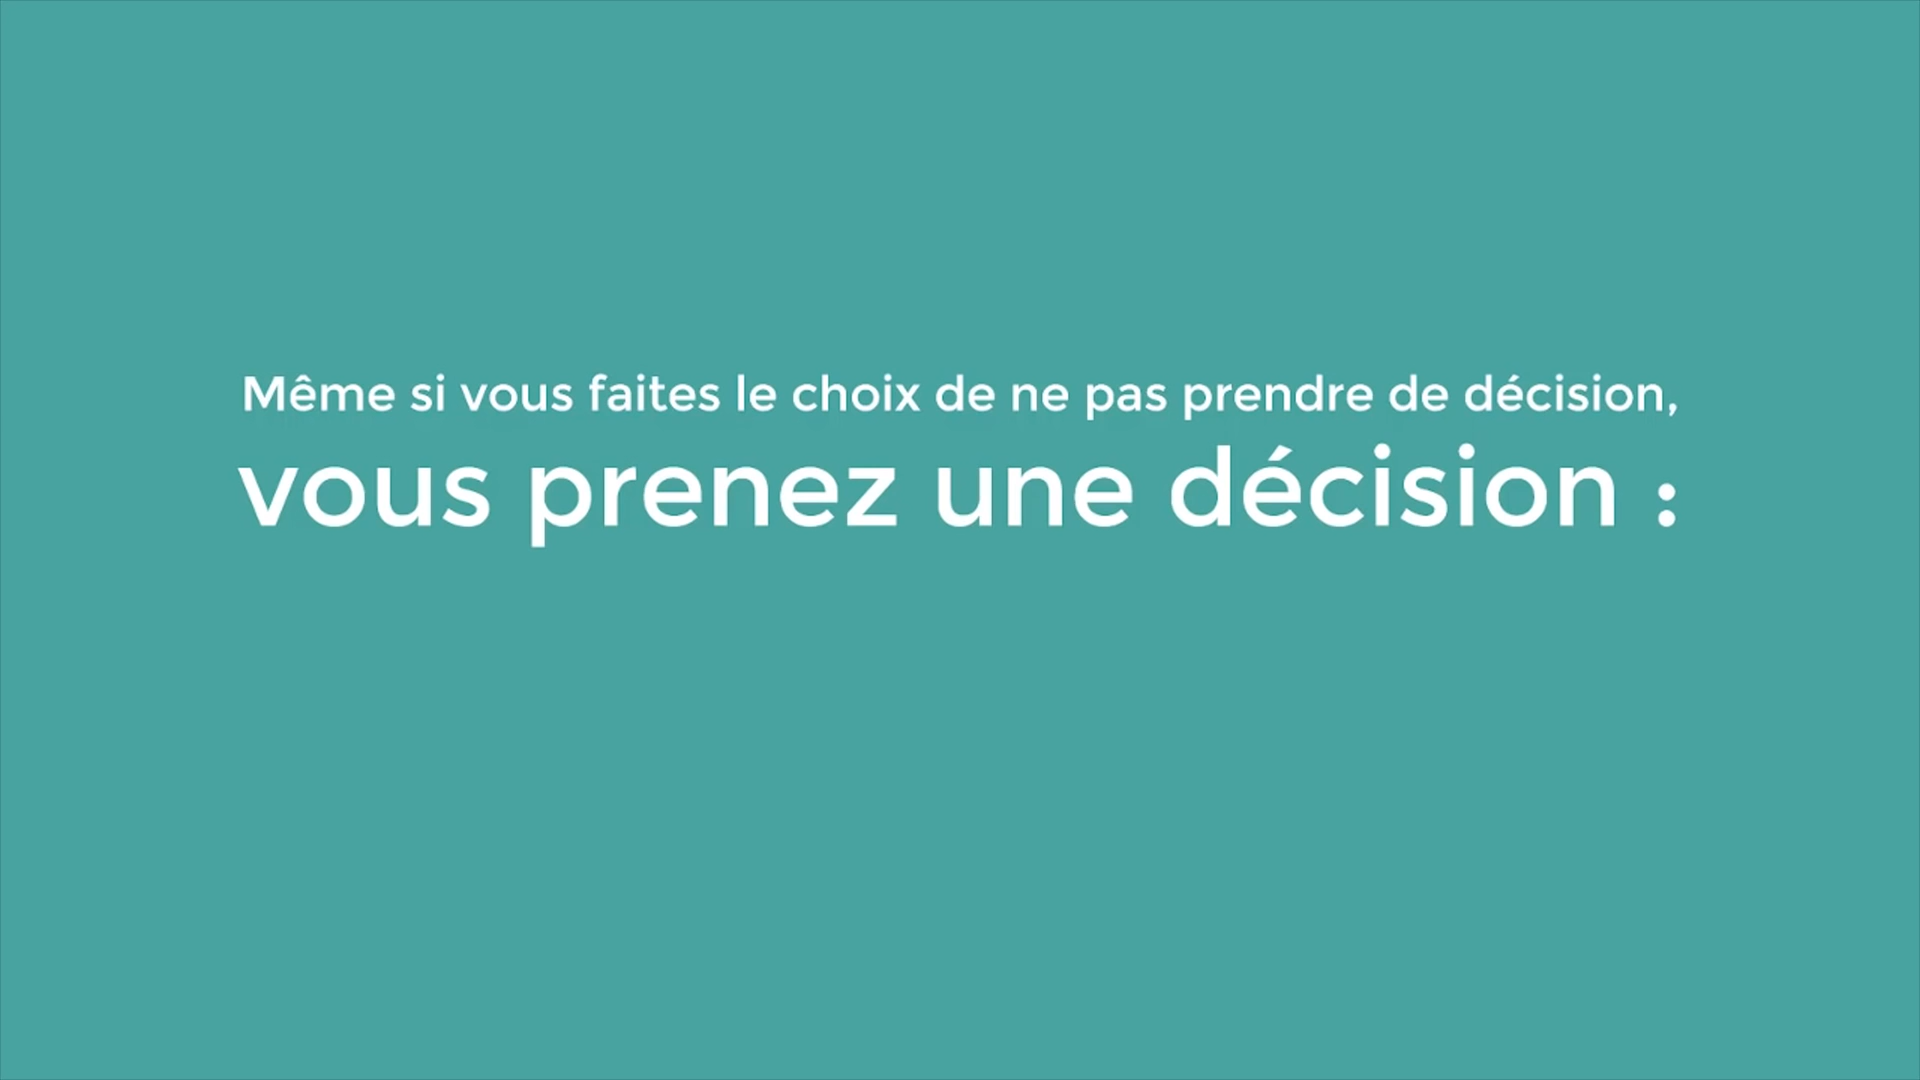 Même si vous faites le choix de ne pas prendre de décision,
vous prenez une décision :